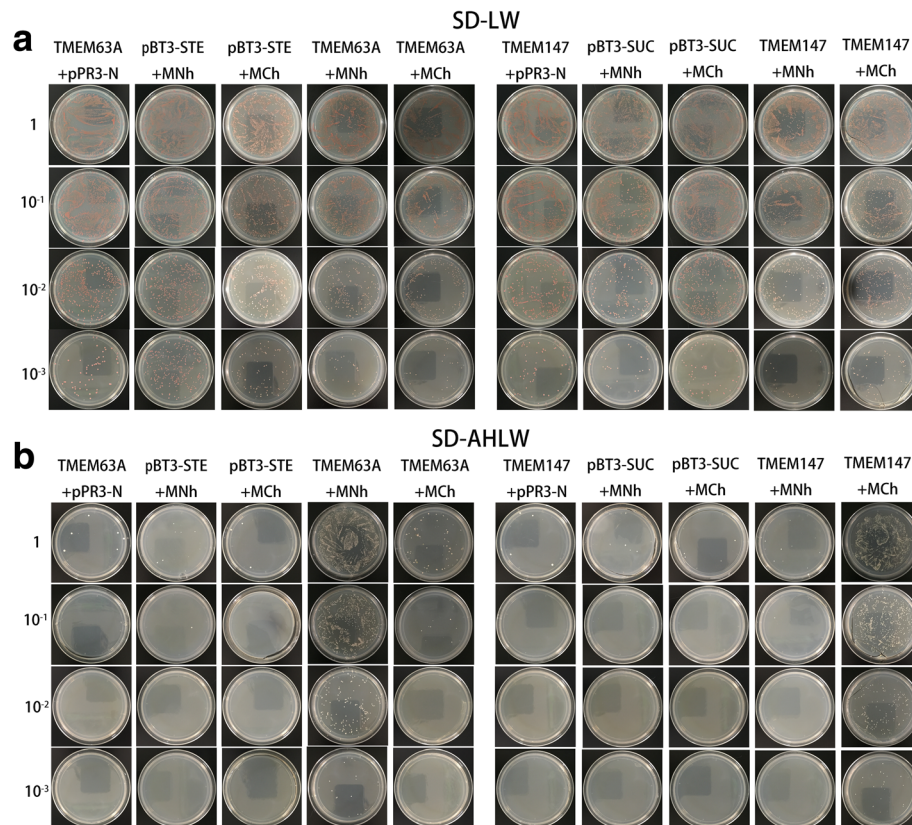 SD-LW
a
TMEM63A pBT3-STE pBT3-STE TMEM63A TMEM63A TMEM147 pBT3-SUC pBT3-SUC TMEM147 TMEM147
+pPR3-N +MNh +MCh +MNh +MCh +pPR3-N +MNh +MCh +MNh +MCh
1
10-1
10-2
10-3
SD-AHLW
b
TMEM63A pBT3-STE pBT3-STE TMEM63A TMEM63A TMEM147 pBT3-SUC pBT3-SUC TMEM147 TMEM147
+pPR3-N +MNh +MCh +MNh +MCh +pPR3-N +MNh +MCh +MNh +MCh
1
10-1
10-2
10-3